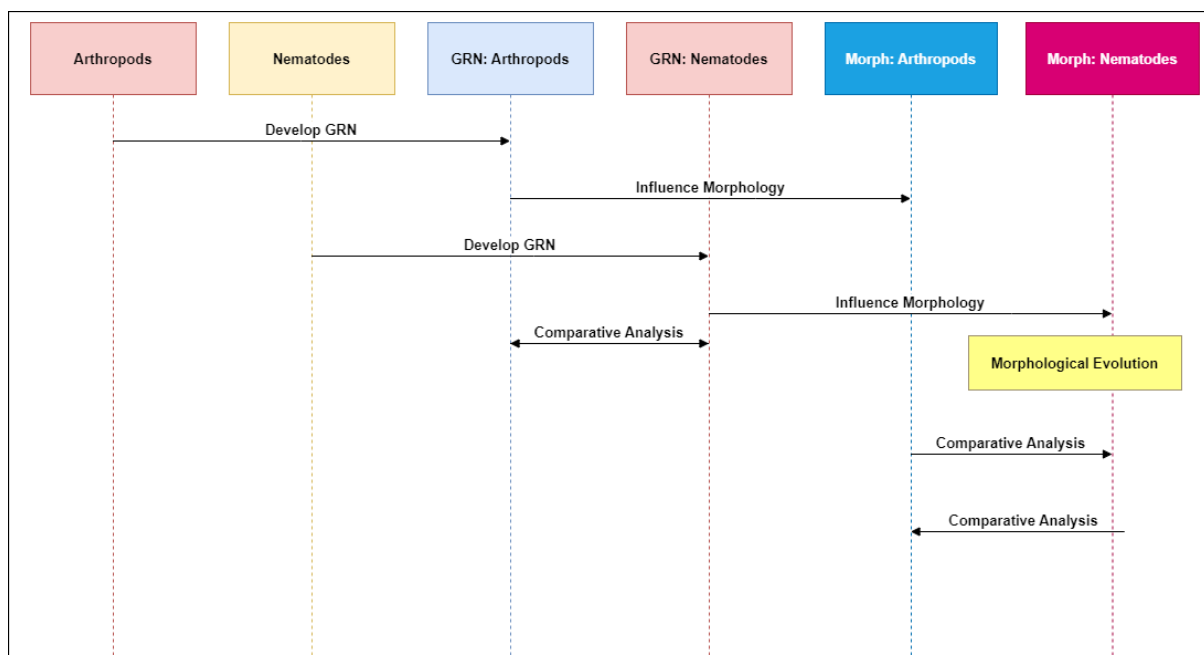 Arthropods
Nematodes
GRN: Arthropods
GRN: Nematodes
Morph: Arthropods
Morph: Nematodes
Develop GRN
Influence Morphology
Develop GRN
Influence Morphology
Comparative Analysis
Morphological Evolution
Comparative Analysis
Comparative Analysis